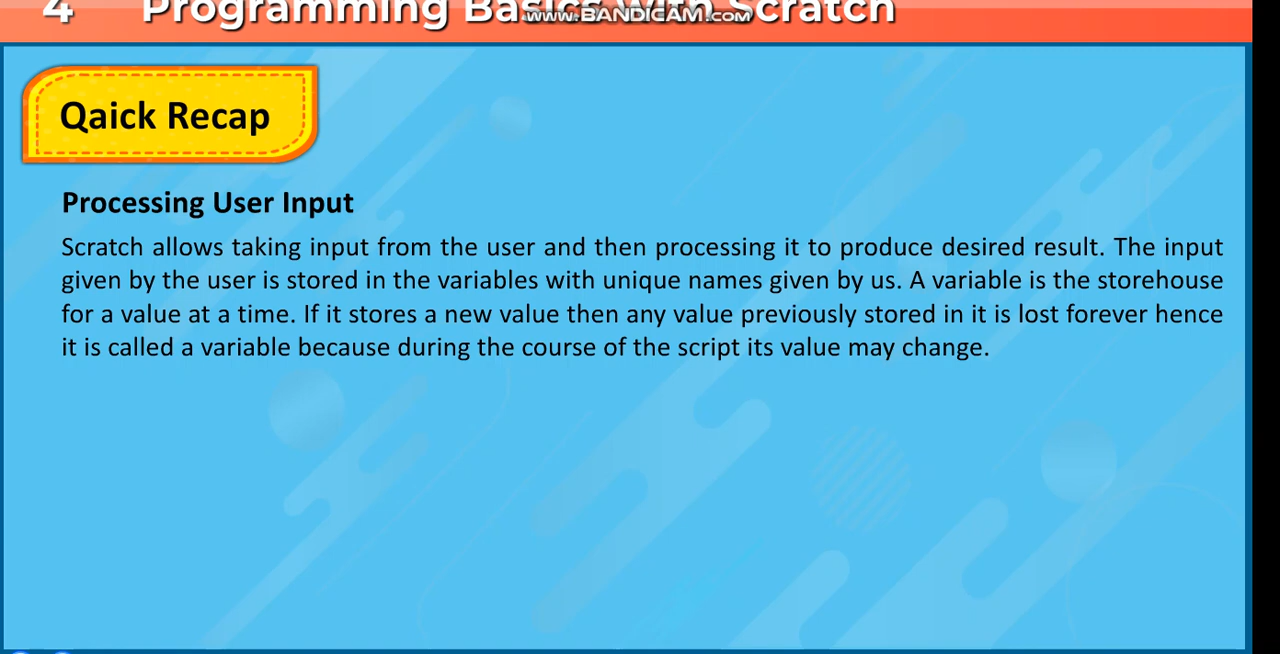 4 Programming Basics With Scratch
www.BANDICAM.com
Qaick Recap
Processing User Input
Scratch allows taking input from the user and then processing it to produce desired result. The input
given by the user is stored in the variables with unique names given by us. A variable is the storehouse
for a value at a time. If it stores a new value then any value previously stored in it is lost forever hence
it is called a variable because during the course of the script its value may change.